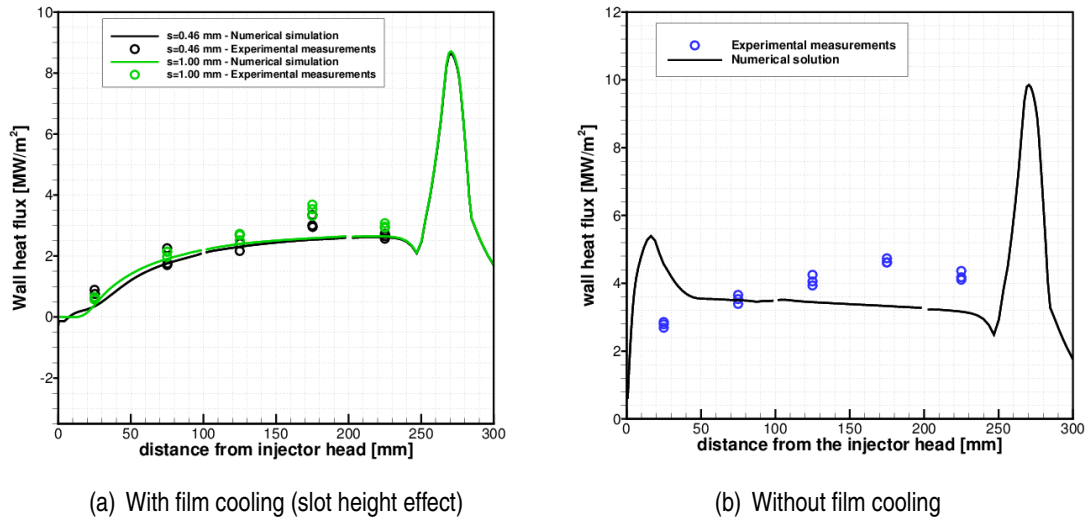 s=0.46 mm - Numerical simulation
s=0.46 mm - Experimental measurements
s=1.00 mm - Numerical simulation
s=1.00 mm - Experimental measurements
Wall heat flux [MW/m²]
10
8
6
4
2
0
-2
0 50 100 150 200 250 300
distance from injector head [mm]
(a) With film cooling (slot height effect)
Experimental measurements
Numerical solution
wall heat flux [MW/m²]
12
10
8
6
4
2
0
0 50 100 150 200 250 300
distance from the injector head [mm]
(b) Without film cooling